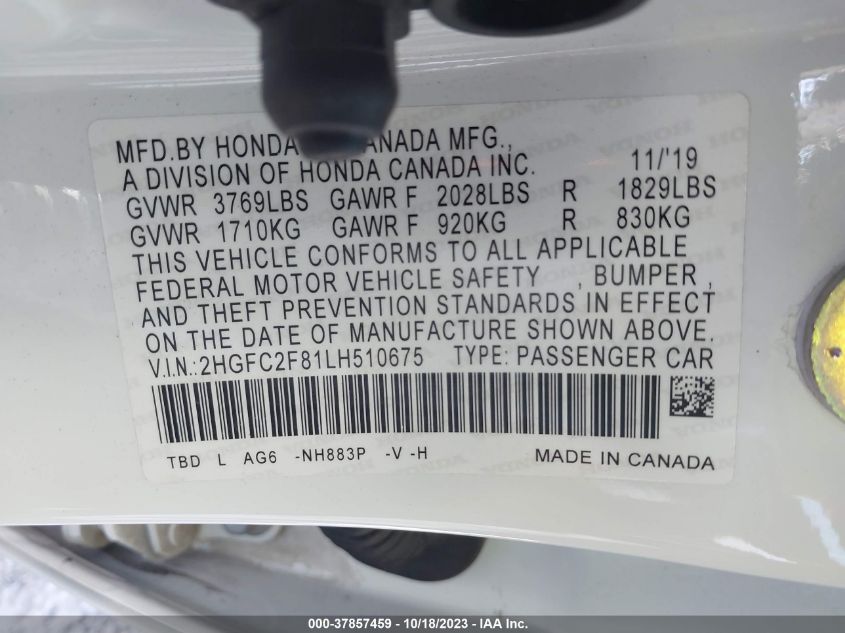 MFD.BY HONDA CANADA MFG.,
A DIVISION OF HONDA CANADA INC. 11/'19
GVWR 3769LBS GAWR F 2028LBS R 1829LBS
GVWR 1710KG GAWR F 920KG R 830KG
THIS VEHICLE CONFORMS TO ALL APPLICABLE
FEDERAL MOTOR VEHICLE SAFETY , BUMPER ,
AND THEFT PREVENTION STANDARDS IN EFFECT
ON THE DATE OF MANUFACTURE SHOWN ABOVE.
V.I.N.:2HGFC2F81LH510675 TYPE: PASSENGER CAR
TBD L AG6 -NH883P -V -H MADE IN CANADA
000-37857459 - 10/18/2023 - IAA Inc.